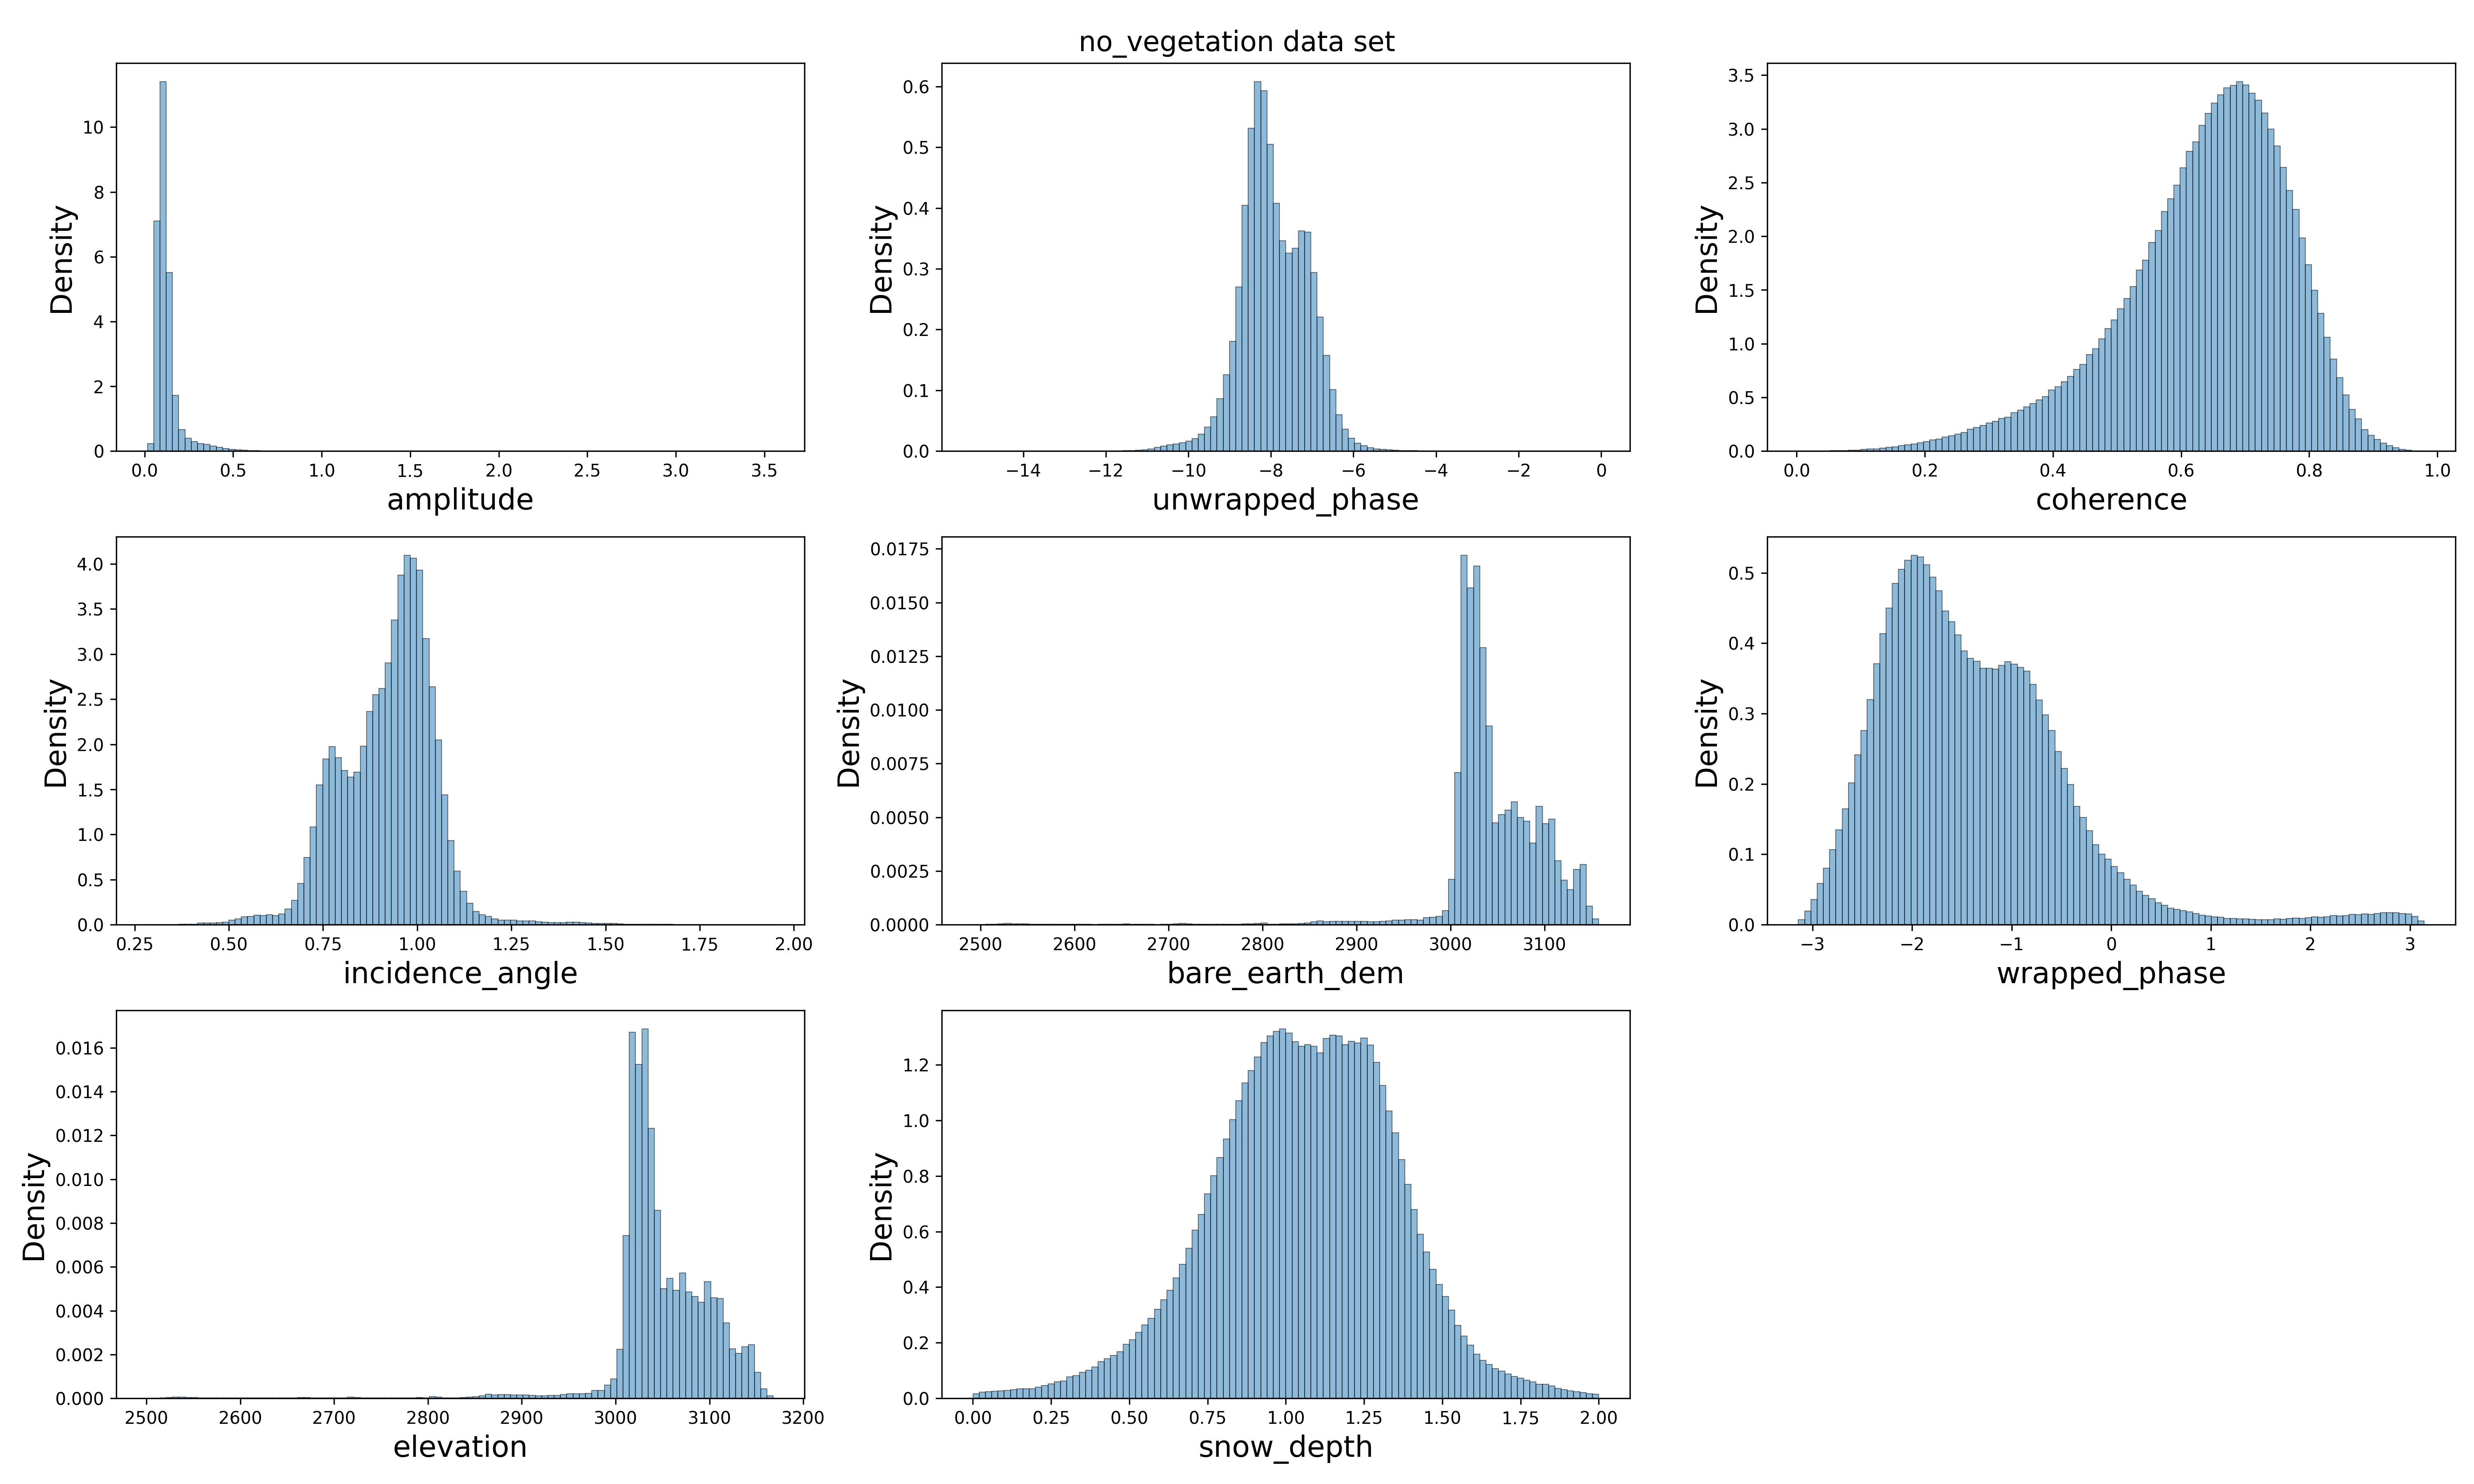 no_vegetation data set
Density
0
2
4
6
8
10
0.0 0.5 1.0 1.5 2.0 2.5 3.0 3.5
amplitude
Density
0.0
0.1
0.2
0.3
0.4
0.5
0.6
−14 −12 −10 −8 −6 −4 −2 0
unwrapped_phase
Density
0.0
0.5
1.0
1.5
2.0
2.5
3.0
3.5
0.0 0.2 0.4 0.6 0.8 1.0
coherence
Density
0.0
0.5
1.0
1.5
2.0
2.5
3.0
3.5
4.0
0.25 0.50 0.75 1.00 1.25 1.50 1.75 2.00
incidence_angle
Density
0.0000
0.0025
0.0050
0.0075
0.0100
0.0125
0.0150
0.0175
2500 2600 2700 2800 2900 3000 3100
bare_earth_dem
Density
0.0
0.1
0.2
0.3
0.4
0.5
−3 −2 −1 0 1 2 3
wrapped_phase
Density
0.000
0.002
0.004
0.006
0.008
0.010
0.012
0.014
0.016
2500 2600 2700 2800 2900 3000 3100 3200
elevation
Density
0.0
0.2
0.4
0.6
0.8
1.0
1.2
0.00 0.25 0.50 0.75 1.00 1.25 1.50 1.75 2.00
snow_depth